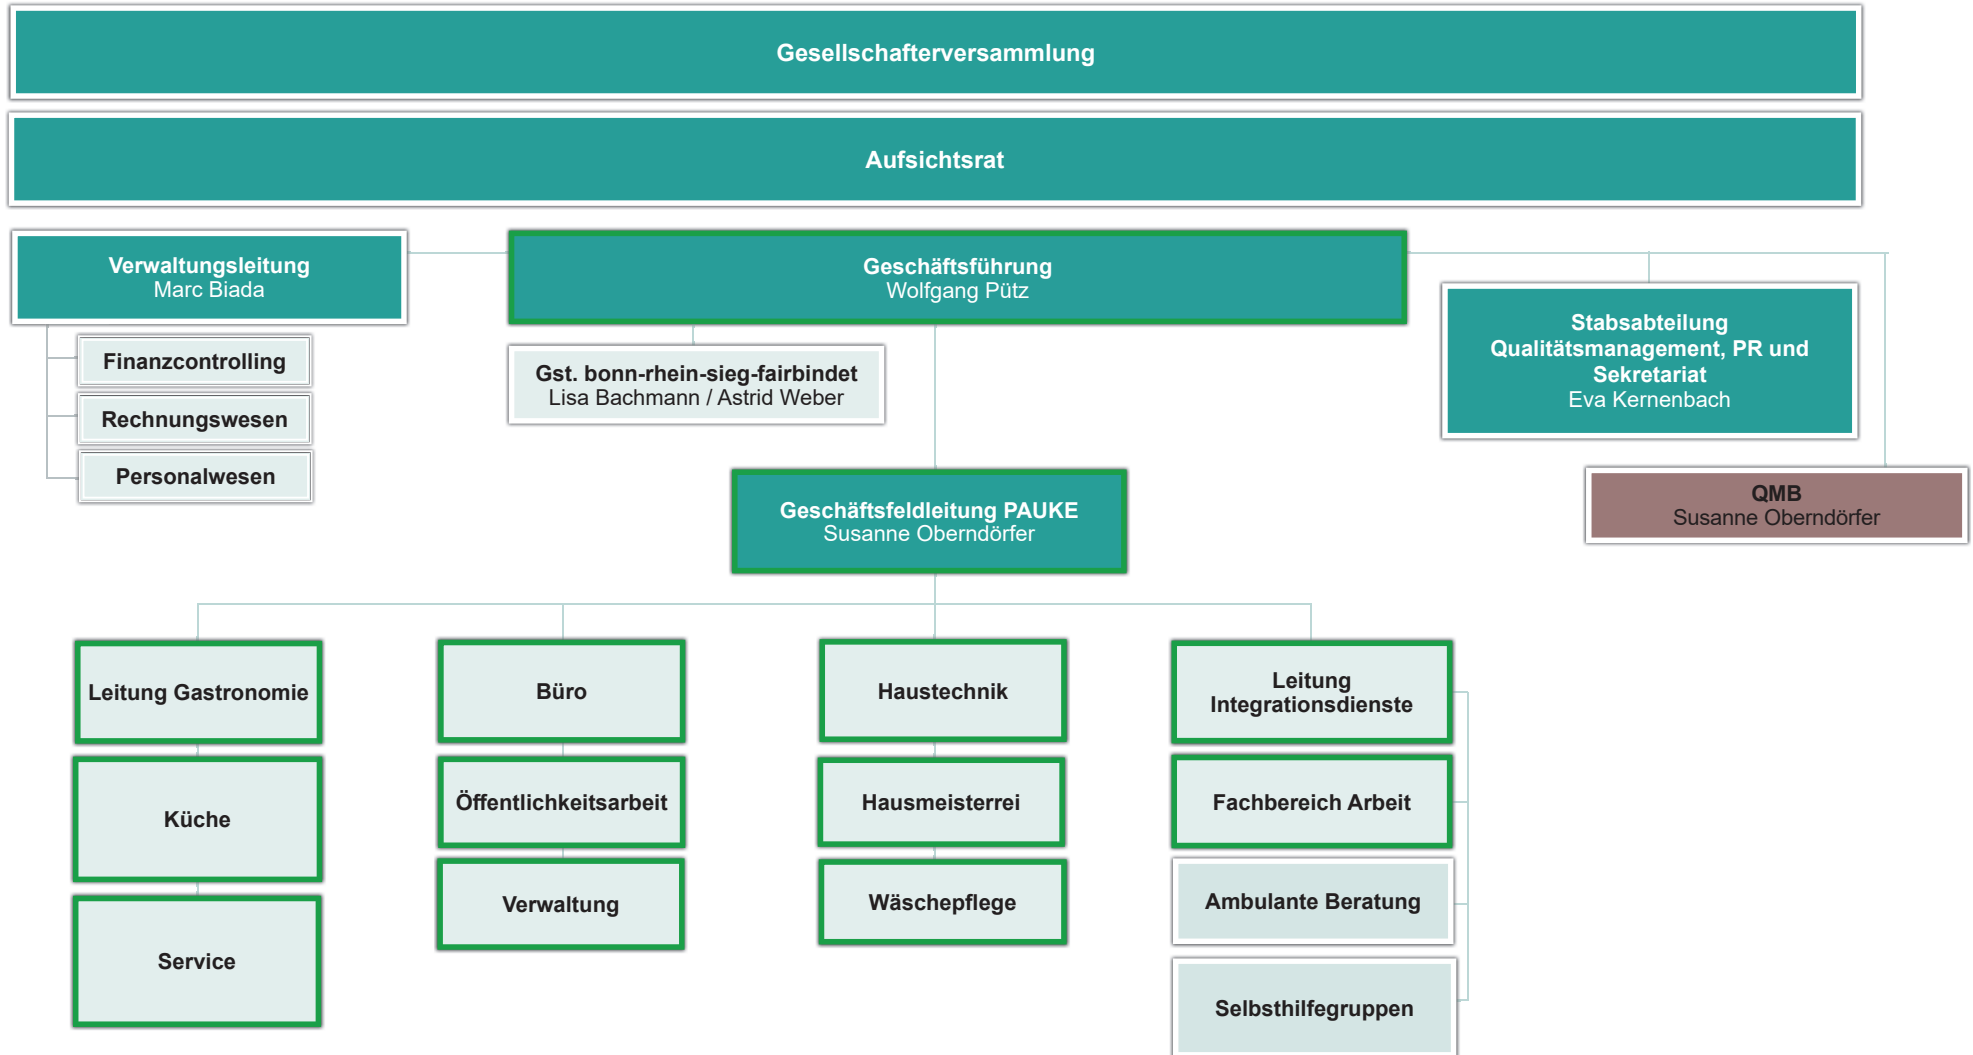 Gesellschafterversammlung
Aufsichtsrat
Verwaltungsleitung
Marc Biada
Geschäftsführung
Wolfgang Pütz
Stabsabteilung
Qualitätsmanagement, PR und
Sekretariat
Eva Kernenbach
Finanzcontrolling
Rechnungswesen
Personalwesen
Gst. bonn-rhein-sieg-fairbindet
Lisa Bachmann / Astrid Weber
QMB
Susanne Oberndörfer
Geschäftsfeldleitung PAUKE
Susanne Oberndörfer
Leitung Gastronomie
Küche
Service
Büro
Öffentlichkeitsarbeit
Verwaltung
Haustechnik
Hausmeisterrei
Wäschepflege
Leitung
Integrationsdienste
Fachbereich Arbeit
Ambulante Beratung
Selbsthilfegruppen